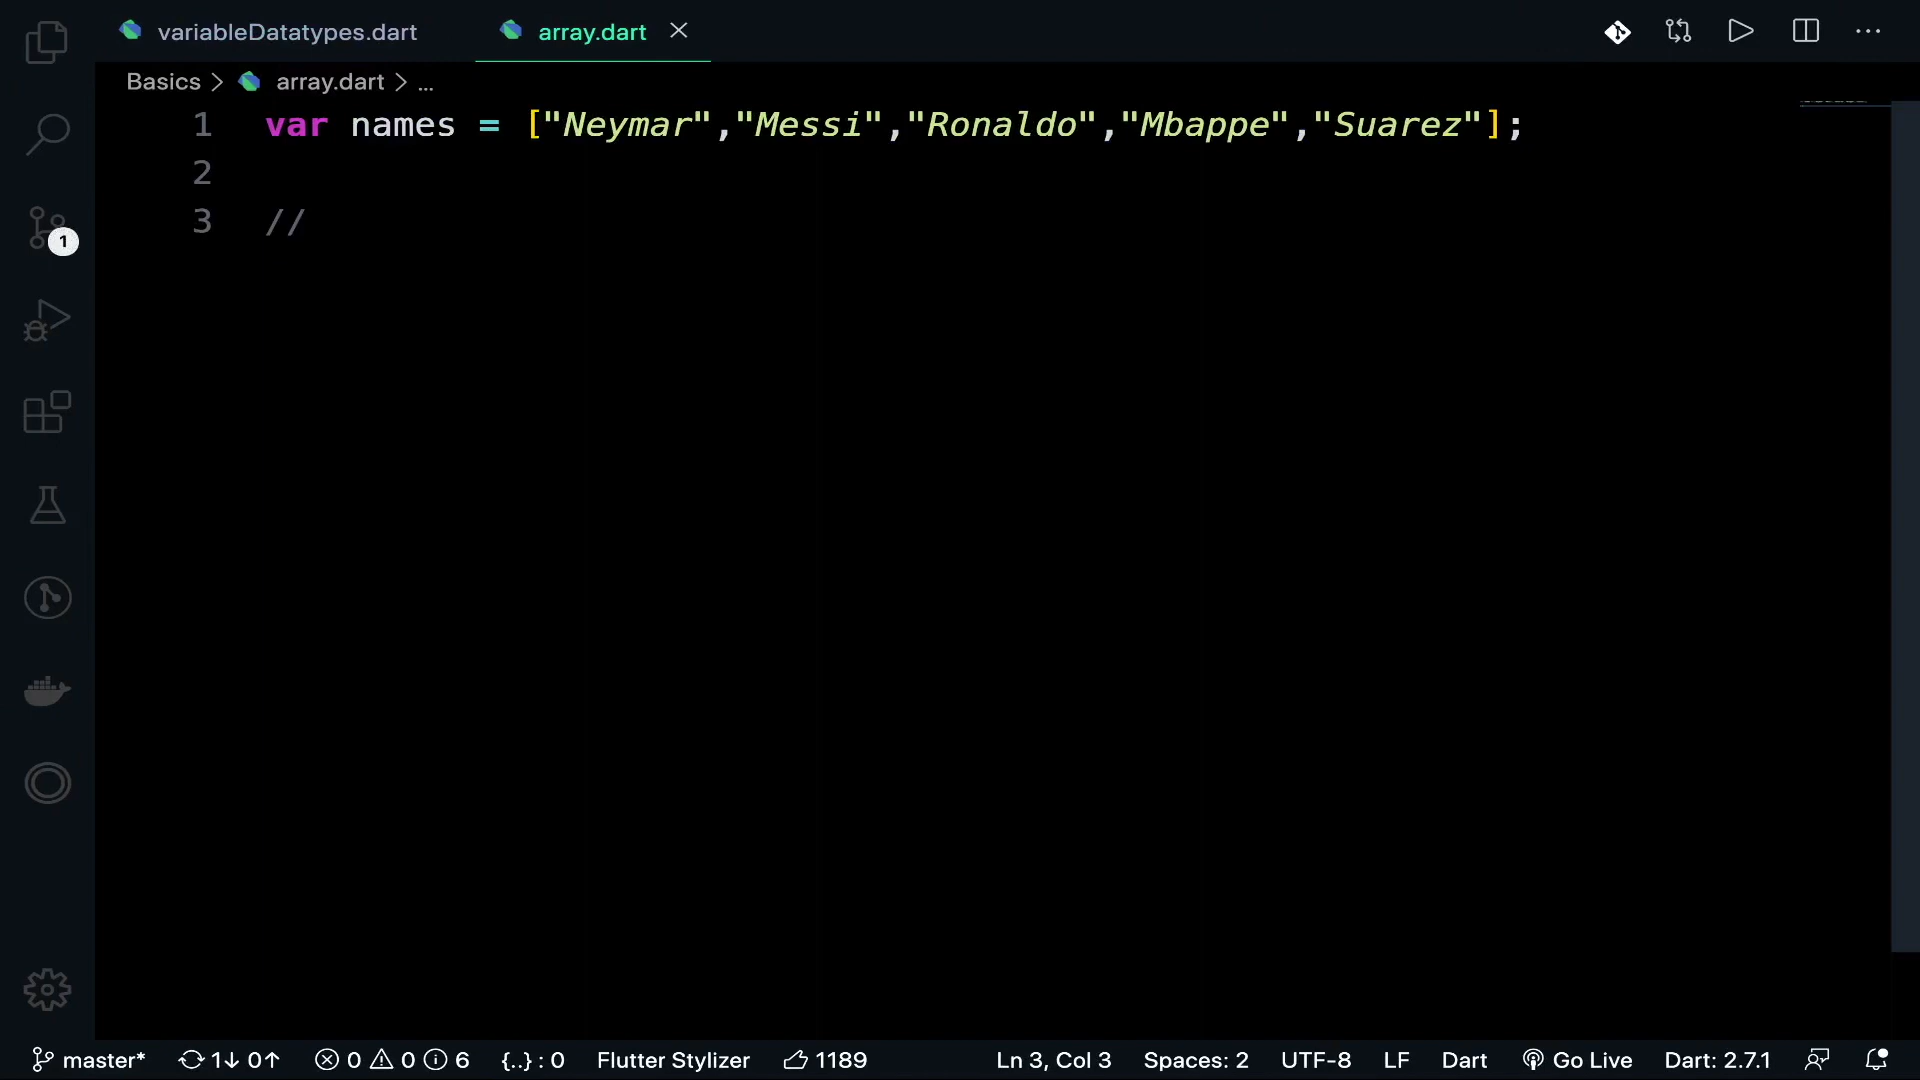 variableDatatypes.dart array.dart
Basics > array.dart > ...
1 var names = ["Neymar","Messi","Ronaldo","Mbappe","Suarez"];
2
3 //
1
master* 1↓ 0↑ 0 0 6 {..} : 0 Flutter Stylizer 1189 Ln 3, Col 3 Spaces: 2 UTF-8 LF Dart Go Live Dart: 2.7.1